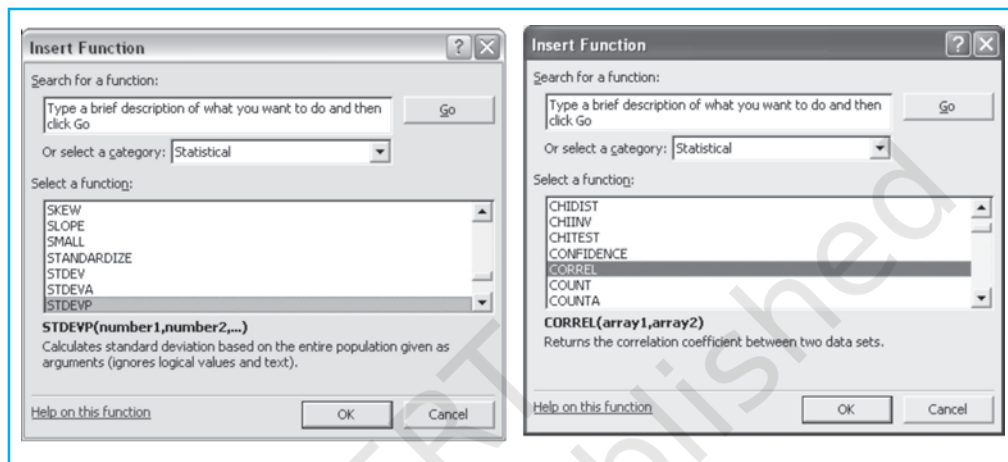 Insert Function
Search for a function:
Type a brief description of what you want to do and then
click Go
Go
Or select a category: Statistical
Select a function:
SKEW
SLOPE
SMALL
STANDARDIZE
STDEV
STDEVA
STDEVP
STDEVP(number1,number2,...)
Calculates standard deviation based on the entire population given as
arguments (ignores logical values and text).
Help on this function
OK
Cancel
Insert Function
Search for a function:
Type a brief description of what you want to do and then
click Go
Go
Or select a category: Statistical
Select a function:
CHIDIST
CHIINV
CHITEST
CONFIDENCE
CORREL
COUNT
COUNTA
CORREL(array1,array2)
Returns the correlation coefficient between two data sets.
Help on this function
OK
Cancel